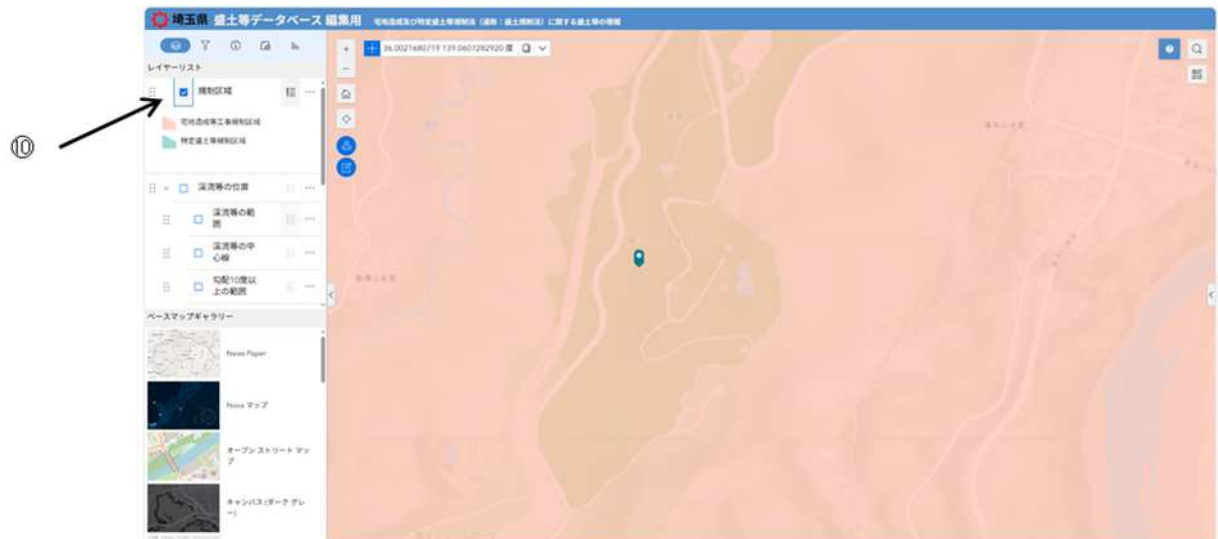 埼玉県 盛土等データベース 編集用 宅地造成及び特定盛土等規制法（通称：盛土規制法）に関する盛土等の情報
36.0021680719 139.0607282920 度
レイヤーリスト
規制区域
⑩
宅地造成等工事規制区域
特定盛土等規制区域
渓流等の位置
渓流等の範
囲
渓流等の中
心線
勾配10度以
上の範囲
ベースマップギャラリー
Nova Paper
Nova マップ
オープン ストリート マッ
プ
キャンバス (ダーク グレ
ー)